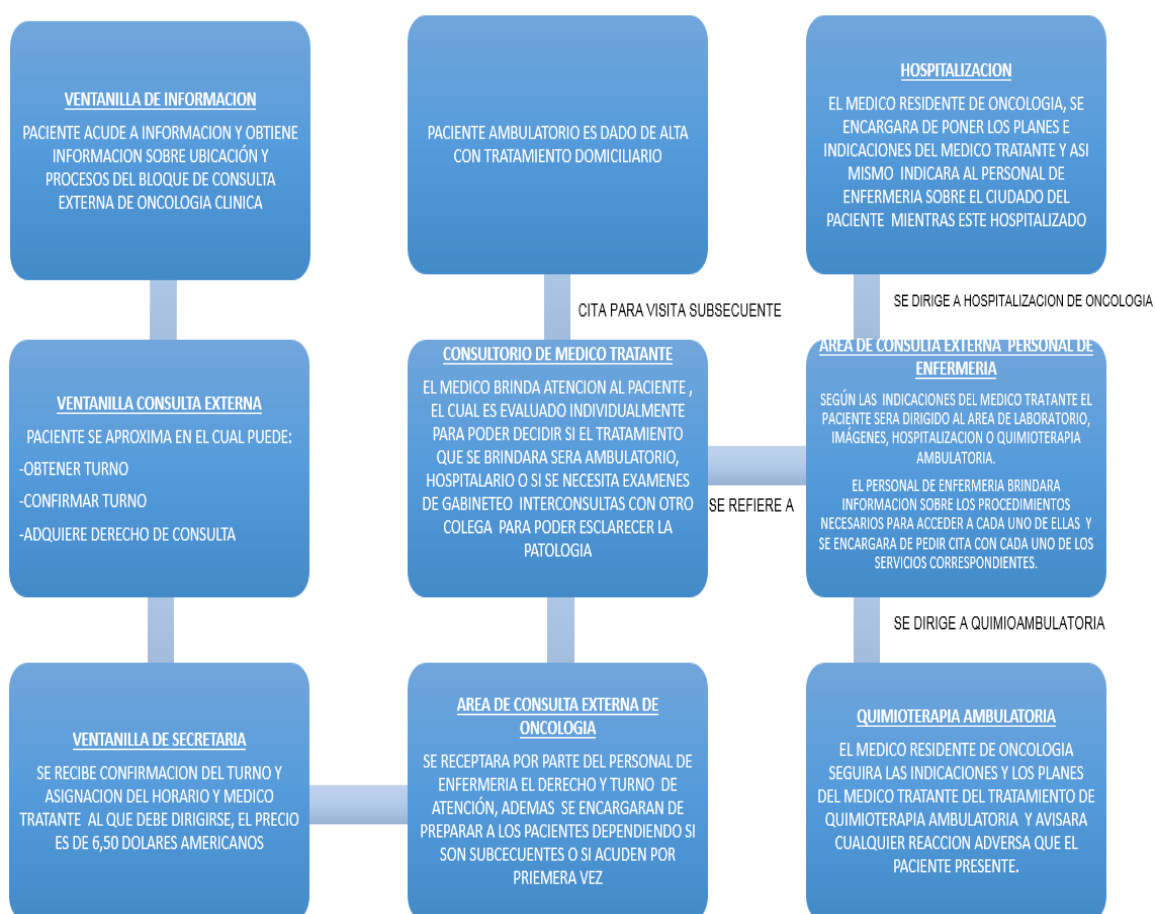 VENTANILLA DE INFORMACION
PACIENTE ACUDE A INFORMACION Y OBTIENE
INFORMACION SOBRE UBICACIÓN Y
PROCESOS DEL BLOQUE DE CONSULTA
EXTERNA DE ONCOLOGIA CLINICA
VENTANILLA CONSULTA EXTERNA
PACIENTE SE APROXIMA EN EL CUAL PUEDE:
-OBTENER TURNO
-CONFIRMAR TURNO
-ADQUIERE DERECHO DE CONSULTA
VENTANILLA DE SECRETARIA
SE RECIBE CONFIRMACION DEL TURNO Y
ASIGNACION DEL HORARIO Y MEDICO
TRATANTE AL QUE DEBE DIRIGIRSE, EL PRECIO
ES DE 6,50 DOLARES AMERICANOS
AREA DE CONSULTA EXTERNA DE
ONCOLOGIA
SE RECEPTARA POR PARTE DEL PERSONAL DE
ENFERMERIA EL DERECHO Y TURNO DE
ATENCIÓN, ADEMAS SE ENCARGARAN DE
PREPARAR A LOS PACIENTES DEPENDIENDO SI
SON SUBCECUENTES O SI ACUDEN POR
PRIEMERA VEZ
CONSULTORIO DE MEDICO TRATANTE
EL MEDICO BRINDA ATENCION AL PACIENTE ,
EL CUAL ES EVALUADO INDIVIDUALMENTE
PARA PODER DECIDIR SI EL TRATAMIENTO
QUE SE BRINDARA SERA AMBULATORIO,
HOSPITALARIO O SI SE NECESITA EXAMENES
DE GABINETEO INTERCONSULTAS CON OTRO
COLEGA PARA PODER ESCLARECER LA
PATOLOGIA
CITA PARA VISITA SUBSECUENTE
PACIENTE AMBULATORIO ES DADO DE ALTA
CON TRATAMIENTO DOMICILIARIO
SE REFIERE A
AREA DE CONSULTA EXTERNA PERSONAL DE
ENFERMERIA
SEGÚN LAS INDICACIONES DEL MEDICO TRATANTE EL
PACIENTE SERA DIRIGIDO AL AREA DE LABORATORIO,
IMÁGENES, HOSPITALIZACION O QUIMIOTERAPIA
AMBULATORIA.
EL PERSONAL DE ENFERMERIA BRINDARA
INFORMACION SOBRE LOS PROCEDIMIENTOS
NECESARIOS PARA ACCEDER A CADA UNO DE ELLAS Y
SE ENCARGARA DE PEDIR CITA CON CADA UNO DE LOS
SERVICIOS CORRESPONDIENTES.
SE DIRIGE A HOSPITALIZACION DE ONCOLOGIA
HOSPITALIZACION
EL MEDICO RESIDENTE DE ONCOLOGIA, SE
ENCARGARA DE PONER LOS PLANES E
INDICACIONES DEL MEDICO TRATANTE Y ASI
MISMO INDICARA AL PERSONAL DE
ENFERMERIA SOBRE EL CIUDADO DEL
PACIENTE MIENTRAS ESTE HOSPITALIZADO
SE DIRIGE A QUIMIOAMBULATORIA
QUIMIOTERAPIA AMBULATORIA
EL MEDICO RESIDENTE DE ONCOLOGIA
SEGUIRA LAS INDICACIONES Y LOS PLANES
DEL MEDICO TRATANTE DEL TRATAMIENTO DE
QUIMIOTERAPIA AMBULATORIA Y AVISARA
CUALQUIER REACCION ADVERSA QUE EL
PACIENTE PRESENTE.